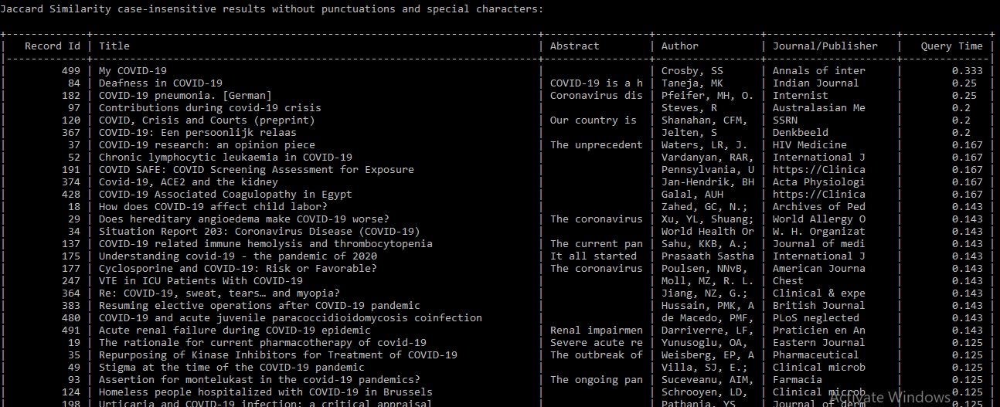 Jaccard Similarity case-insensitive results without punctuations and special characters:
Record Id | Title | Abstract | Author | Journal/Publisher | Query Time
499 | My COVID-19 | | Crosby, SS | Annals of inter | 0.333
84 | Deafness in COVID-19 | COVID-19 is a h | Taneja, MK | Indian Journal | 0.25
182 | COVID-19 pneumonia. [German] | Coronavirus dis | Pfeifer, MH, O. | Internist | 0.25
97 | Contributions during covid-19 crisis | | Steves, R | Australasian Me | 0.2
120 | COVID, Crisis and Courts (preprint) | Our country is | Shanahan, CFM, | SSRN | 0.2
367 | COVID-19: Een persoonlijk relaas | | Jelten, S | Denkbeeld | 0.2
37 | COVID-19 research: an opinion piece | The unprecedent | Waters, LR, J. | HIV Medicine | 0.167
52 | Chronic lymphocytic leukaemia in COVID-19 | | Vardanyan, RAR, | International J | 0.167
191 | COVID SAFE: COVID Screening Assessment for Exposure | | Pennsylvania, U | https://Clinica | 0.167
374 | Covid-19, ACE2 and the kidney | | Jan-Hendrik, BH | Acta Physiologi | 0.167
428 | COVID-19 Associated Coagulopathy in Egypt | | Galal, AUH | https://Clinica | 0.167
18 | How does COVID-19 affect child labor? | | Zahed, GC, N.; | Archives of Ped | 0.143
29 | Does hereditary angioedema make COVID-19 worse? | The coronavirus | Xu, YL, Shuang; | World Allergy O | 0.143
34 | Situation Report 203: Coronavirus Disease (COVID-19) | | World Health Or | W. H. Organizat | 0.143
137 | COVID-19 related immune hemolysis and thrombocytopenia | The current pan | Sahu, KKB, A.; | Journal of medi | 0.143
175 | Understanding covid-19 - the pandemic of 2020 | It all started | Prasaath Sastha | International J | 0.143
177 | Cyclosporine and COVID-19: Risk or Favorable? | The coronavirus | Poulsen, NNvB, | American Journa | 0.143
247 | VTE in ICU Patients With COVID-19 | | Moll, MZ, R. L. | Chest | 0.143
364 | Re: COVID-19, sweat, tears… and myopia? | | Jiang, NZ, G.; | Clinical & expe | 0.143
383 | Resuming elective operations after COVID-19 pandemic | | Hussain, PMK, A | British Journal | 0.143
480 | COVID-19 and acute juvenile paracoccidioidomycosis coinfection | | de Macedo, PMF, | PLoS neglected | 0.143
491 | Acute renal failure during COVID-19 epidemic | Renal impairmen | Darriverre, LF, | Praticien en An | 0.143
19 | The rationale for current pharmacotherapy of covid-19 | Severe acute re | Yunusoglu, OA, | Eastern Journal | 0.125
35 | Repurposing of Kinase Inhibitors for Treatment of COVID-19 | The outbreak of | Weisberg, EP, A | Pharmaceutical | 0.125
49 | Stigma at the time of the COVID-19 pandemic | | Villa, SJ, E.; | Clinical microb | 0.125
93 | Assertion for montelukast in the covid-19 pandemics? | The ongoing pan | Suceveanu, AIM, | Farmacia | 0.125
124 | Homeless people hospitalized with COVID-19 in Brussels | | Schrooyen, LD, | Clinical microb | 0.125
198 | Urticaria and COVID-19 infection: a critical appraisal | | Pathania, YS | Journal of derm | 0.125
Activate Windows